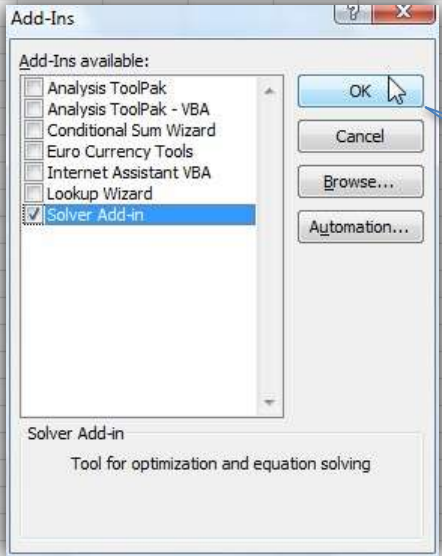 Add-Ins
?
X
Add-Ins available:
Analysis ToolPak
Analysis ToolPak - VBA
Conditional Sum Wizard
Euro Currency Tools
Internet Assistant VBA
Lookup Wizard
Solver Add-in
OK
Cancel
Browse...
Automation...
Solver Add-in
Tool for optimization and equation solving